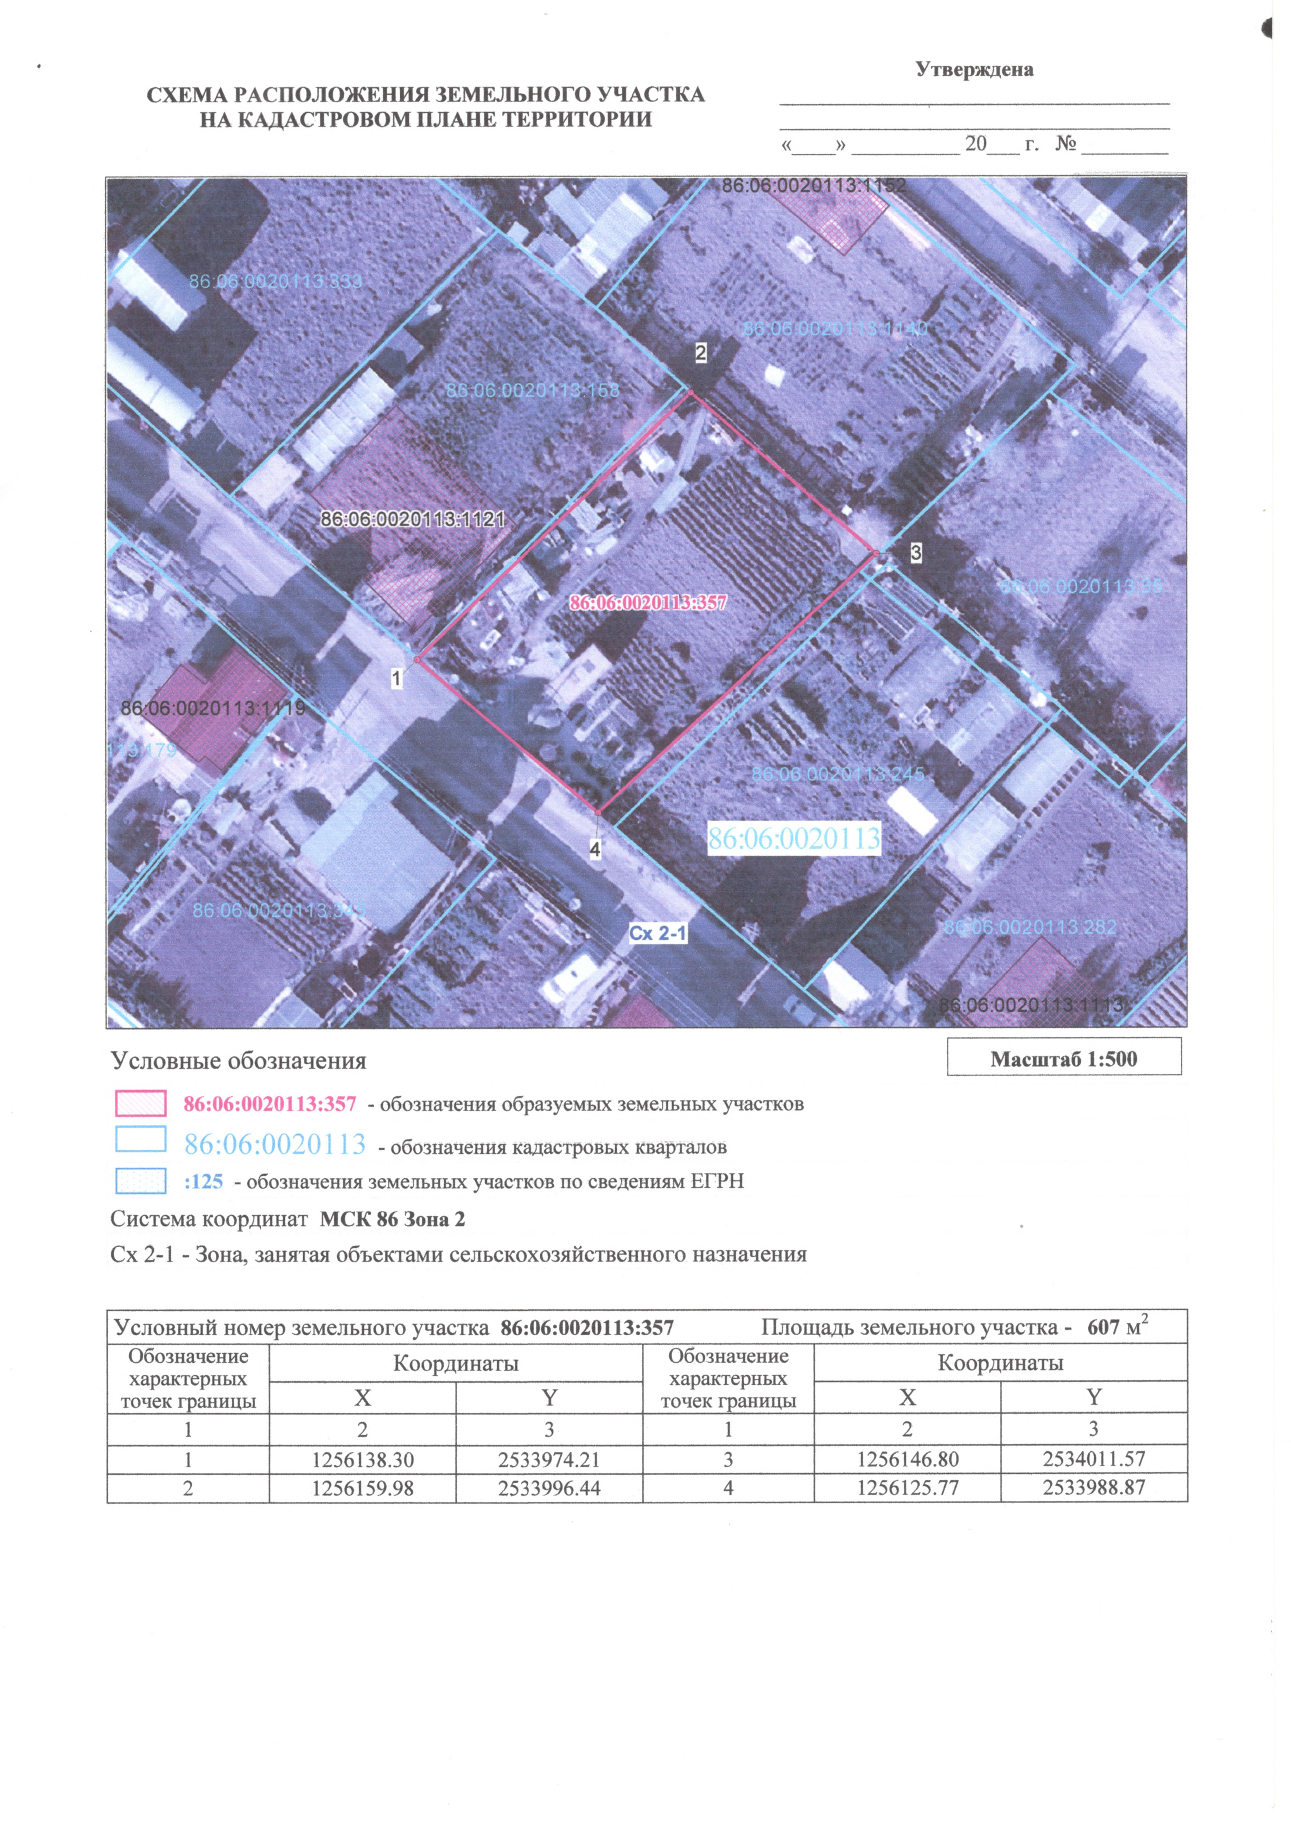 Утверждена
СХЕМА РАСПОЛОЖЕНИЯ ЗЕМЕЛЬНОГО УЧАСТКА
НА КАДАСТРОВОМ ПЛАНЕ ТЕРРИТОРИИ
«____» __________ 20___ г. № ________
86:06:0020113:1152
86:06:0020113:333
86:06:0020113:1140
2
86:06:0020113:158
86:06:0020113:1121
3
86:06:0020113:357
1
86:06:0020113:1119
86:06:0020113:245
86:06:0020113
4
Сх 2-1
86:06:0020113:282
86:06:0020113:1113
Условные обозначения
Масштаб 1:500
86:06:0020113:357 - обозначения образуемых земельных участков
86:06:0020113 - обозначения кадастровых кварталов
:125 - обозначения земельных участков по сведениям ЕГРН
Система координат МСК 86 Зона 2
Сх 2-1 - Зона, занятая объектами сельскохозяйственного назначения
Условный номер земельного участка 86:06:0020113:357 Площадь земельного участка - 607 м2
Обозначение характерных точек границы Координаты Обозначение характерных точек границы Координаты
X Y X Y
1 2 3 1 2 3
1 1256138.30 2533974.21 3 1256146.80 2534011.57
2 1256159.98 2533996.44 4 1256125.77 2533988.87